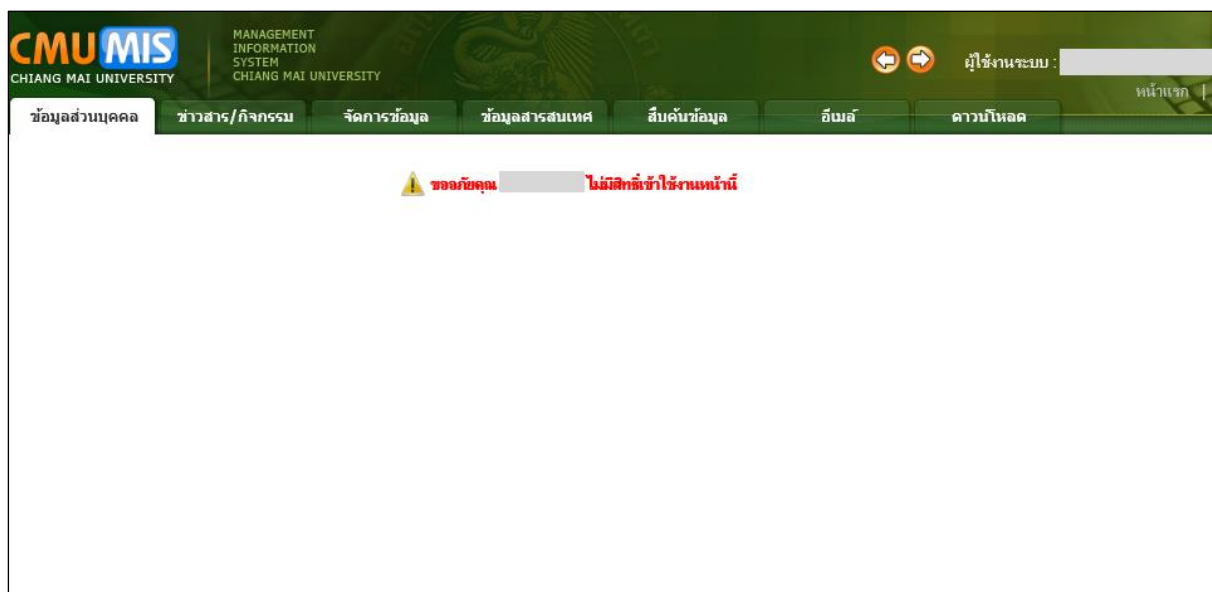 CMU MIS
CHIANG MAI UNIVERSITY
MANAGEMENT
INFORMATION
SYSTEM
CHIANG MAI UNIVERSITY
ผู้ใช้งานระบบ :
หน้าแรก |
ข้อมูลส่วนบุคคล ข่าวสาร/กิจกรรม จัดการข้อมูล ข้อมูลสารสนเทศ สืบค้นข้อมูล อีเมล์ ดาวน์โหลด
ขออภัยคุณ ไม่มีสิทธิ์เข้าใช้งานหน้านี้